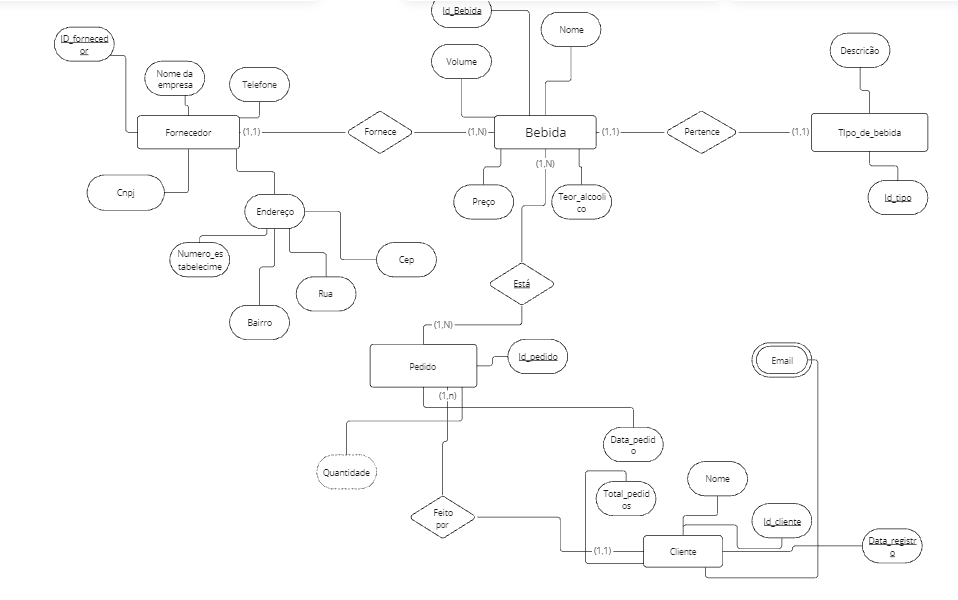 Id_Bebida
ID_forneced
or
Nome
Descricão
Volume
Nome da
empresa
Telefone
Fornecedor
(1,1)
Fornece
(1,N)
Bebida
(1,1)
Pertence
(1,1)
TIpo_de_bebida
(1,N)
Cnpj
Preço
Teor_alcooli
co
Id_tipo
Endereço
Numero_es
tabelecime
Cep
Rua
Está
Bairro
(1,N)
Pedido
Id_pedido
Email
(1,n)
Data_pedid
o
Quantidade
Nome
Total_pedid
os
Feito
por
Id_cliente
(1,1)
Cliente
Data_registr
o